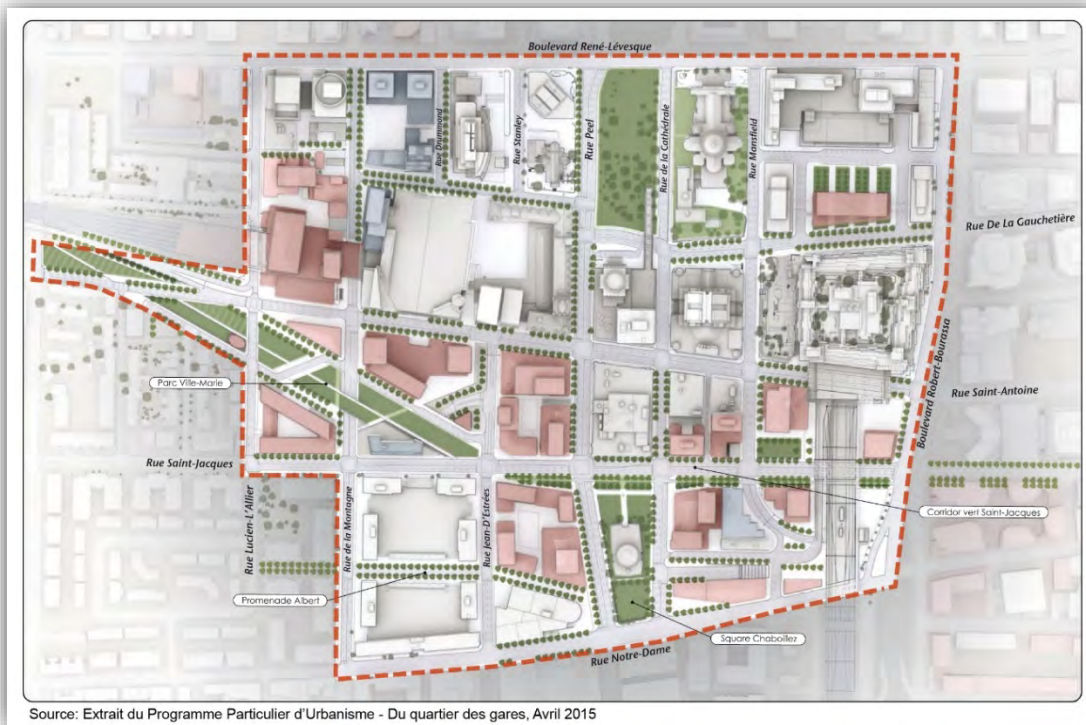 Boulevard René-Lévesque
Rue Drummond
Rue Stanley
Rue Peel
Rue de la Cathédrale
Rue Mansfield
Rue De La Gauchetière
Boulevard Robert-Bourassa
Rue Saint-Antoine
Parc Ville-Marie
Rue Saint-Jacques
Corridor vert Saint-Jacques
Rue Lucien-L'Allier
Rue de la Montagne
Rue Jean-D'Estrées
Promenade Albert
Square Chaboillez
Rue Notre-Dame
Source: Extrait du Programme Particulier d'Urbanisme - Du quartier des gares, Avril 2015